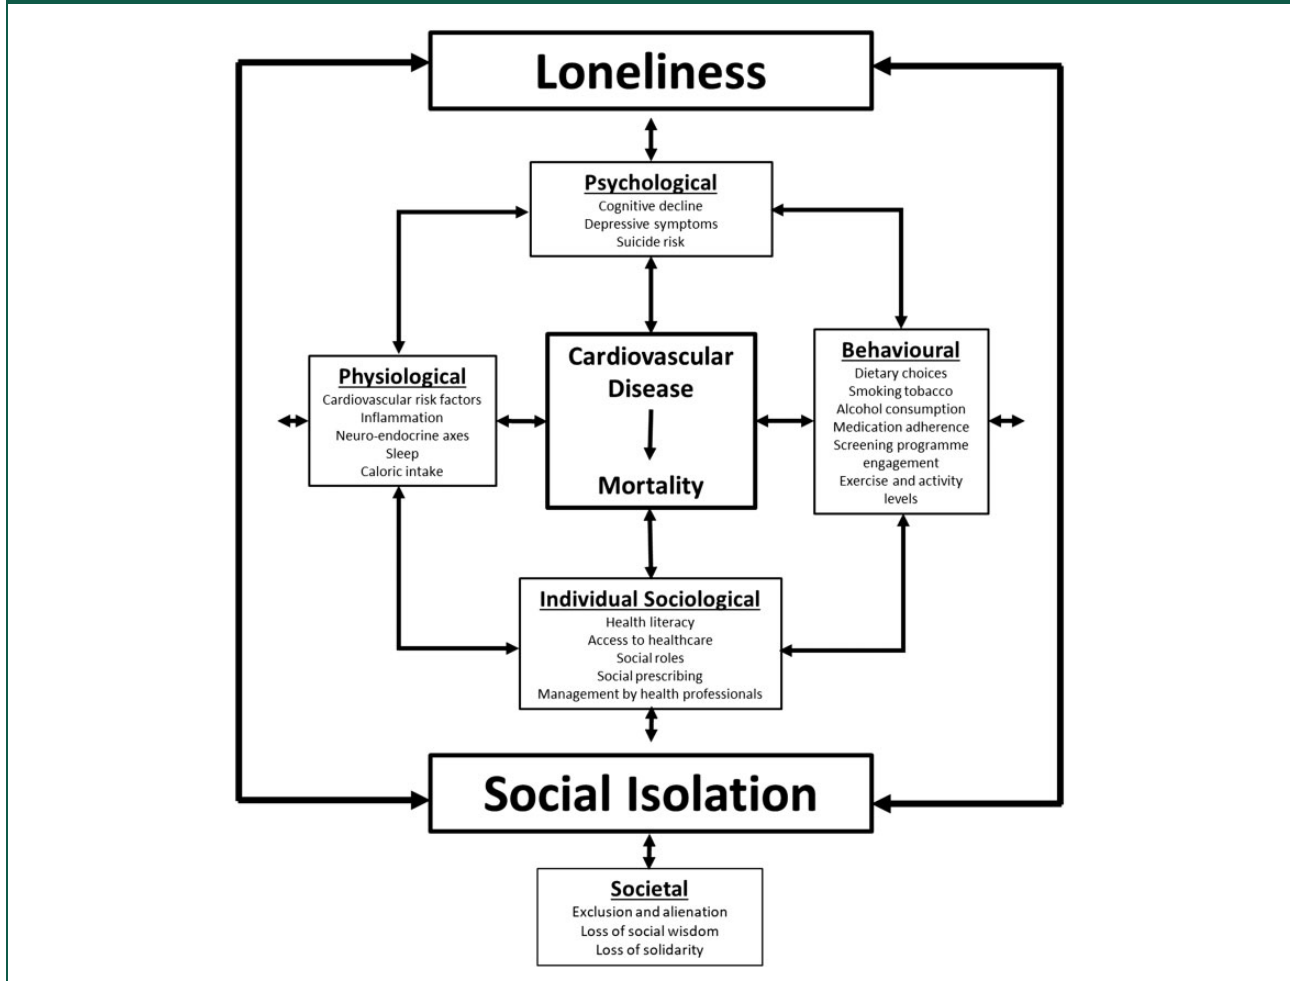 Loneliness
Psychological
Cognitive decline
Depressive symptoms
Suicide risk
Physiological
Cardiovascular risk factors
Inflammation
Neuro-endocrine axes
Sleep
Caloric intake
Cardiovascular
Disease
Mortality
Behavioural
Dietary choices
Smoking tobacco
Alcohol consumption
Medication adherence
Screening programme
engagement
Exercise and activity
levels
Individual Sociological
Health literacy
Access to healthcare
Social roles
Social prescribing
Management by health professionals
Social Isolation
Societal
Exclusion and alienation
Loss of social wisdom
Loss of solidarity